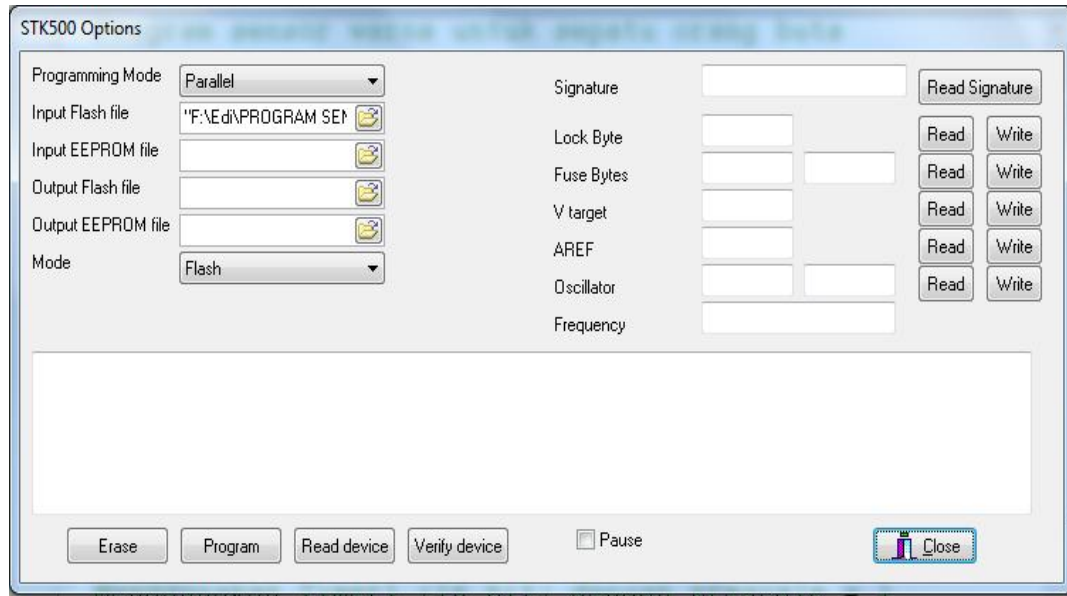 STK500 Options
Programming Mode
Parallel
Input Flash file
"F:\Edi\PROGRAM SEN
Input EEPROM file
Output Flash file
Output EEPROM file
Mode
Flash
Signature
Read Signature
Lock Byte
Read Write
Fuse Bytes
Read Write
V target
Read Write
AREF
Read Write
Oscillator
Read Write
Frequency
Erase
Program
Read device
Verify device
Pause
Close